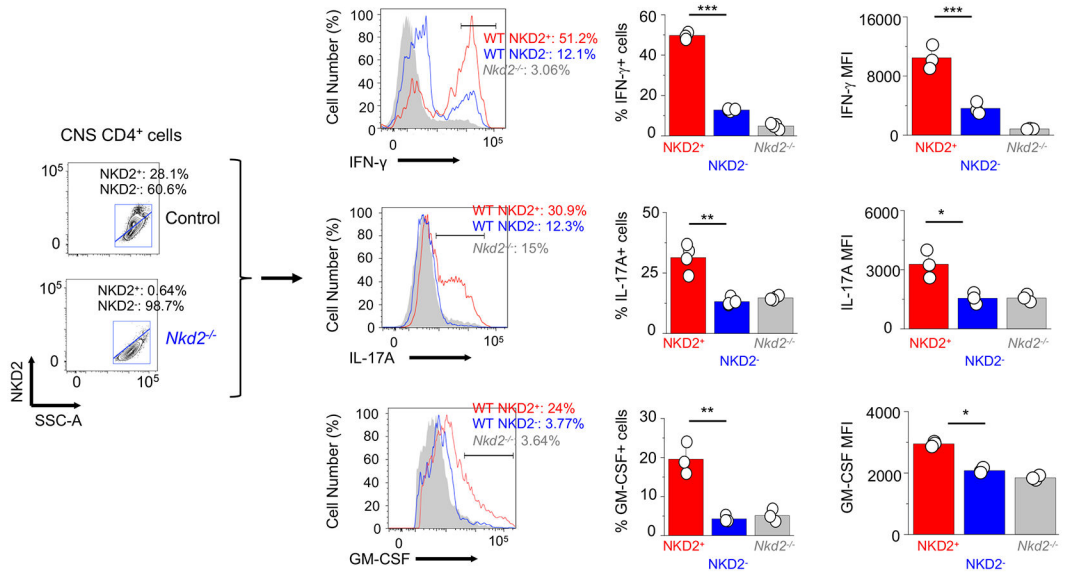 CNS CD4⁺ cells
10⁵
NKD2⁺: 28.1%
NKD2⁻: 60.6%
Control
0
NKD2⁺: 0.64%
NKD2⁻: 98.7%
10⁵
Nkd2⁻/⁻
0
0 10⁵
NKD2
SSC-A
Cell Number (%)
100
80
60
40
20
0
WT NKD2⁺: 51.2%
WT NKD2⁻: 12.1%
Nkd2⁻/⁻: 3.06%
0 10⁵
IFN-γ
% IFN-γ+ cells
60
40
20
0
***
NKD2⁺ Nkd2⁻/⁻
NKD2⁻
IFN-γ MFI
16000
8000
0
***
NKD2⁺ Nkd2⁻/⁻
NKD2⁻
Cell Number (%)
100
80
60
40
20
0
WT NKD2⁺: 30.9%
WT NKD2⁻: 12.3%
Nkd2⁻/⁻: 15%
0 10⁵
IL-17A
% IL-17A+ cells
50
25
0
**
NKD2⁺ Nkd2⁻/⁻
NKD2⁻
IL-17A MFI
6000
3000
0
*
NKD2⁺ Nkd2⁻/⁻
NKD2⁻
Cell Number (%)
100
80
60
40
20
0
WT NKD2⁺: 24%
WT NKD2⁻: 3.77%
Nkd2⁻/⁻: 3.64%
0 10⁵
GM-CSF
% GM-CSF+ cells
30
20
10
0
**
NKD2⁺ Nkd2⁻/⁻
NKD2⁻
GM-CSF MFI
4000
2000
0
*
NKD2⁺ Nkd2⁻/⁻
NKD2⁻